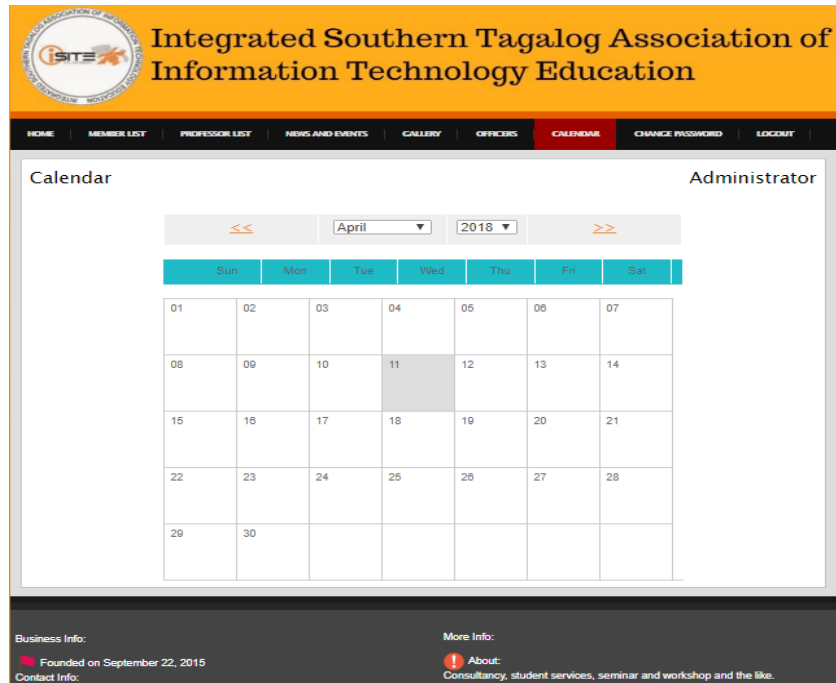 iSITE
Integrated Southern Tagalog Association of
Information Technology Education
HOME MEMBER LIST PROFESSOR LIST NEWS AND EVENTS GALLERY OFFICERS CALENDAR CHANGE PASSWORD LOGOUT
Calendar Administrator
<< April 2018 >>
Sun Mon Tue Wed Thu Fri Sat
01 02 03 04 05 06 07
08 09 10 11 12 13 14
15 16 17 18 19 20 21
22 23 24 25 26 27 28
29 30
Business Info: More Info:
Founded on September 22, 2015 About:
Contact Info: Consultancy, student services, seminar and workshop and the like.